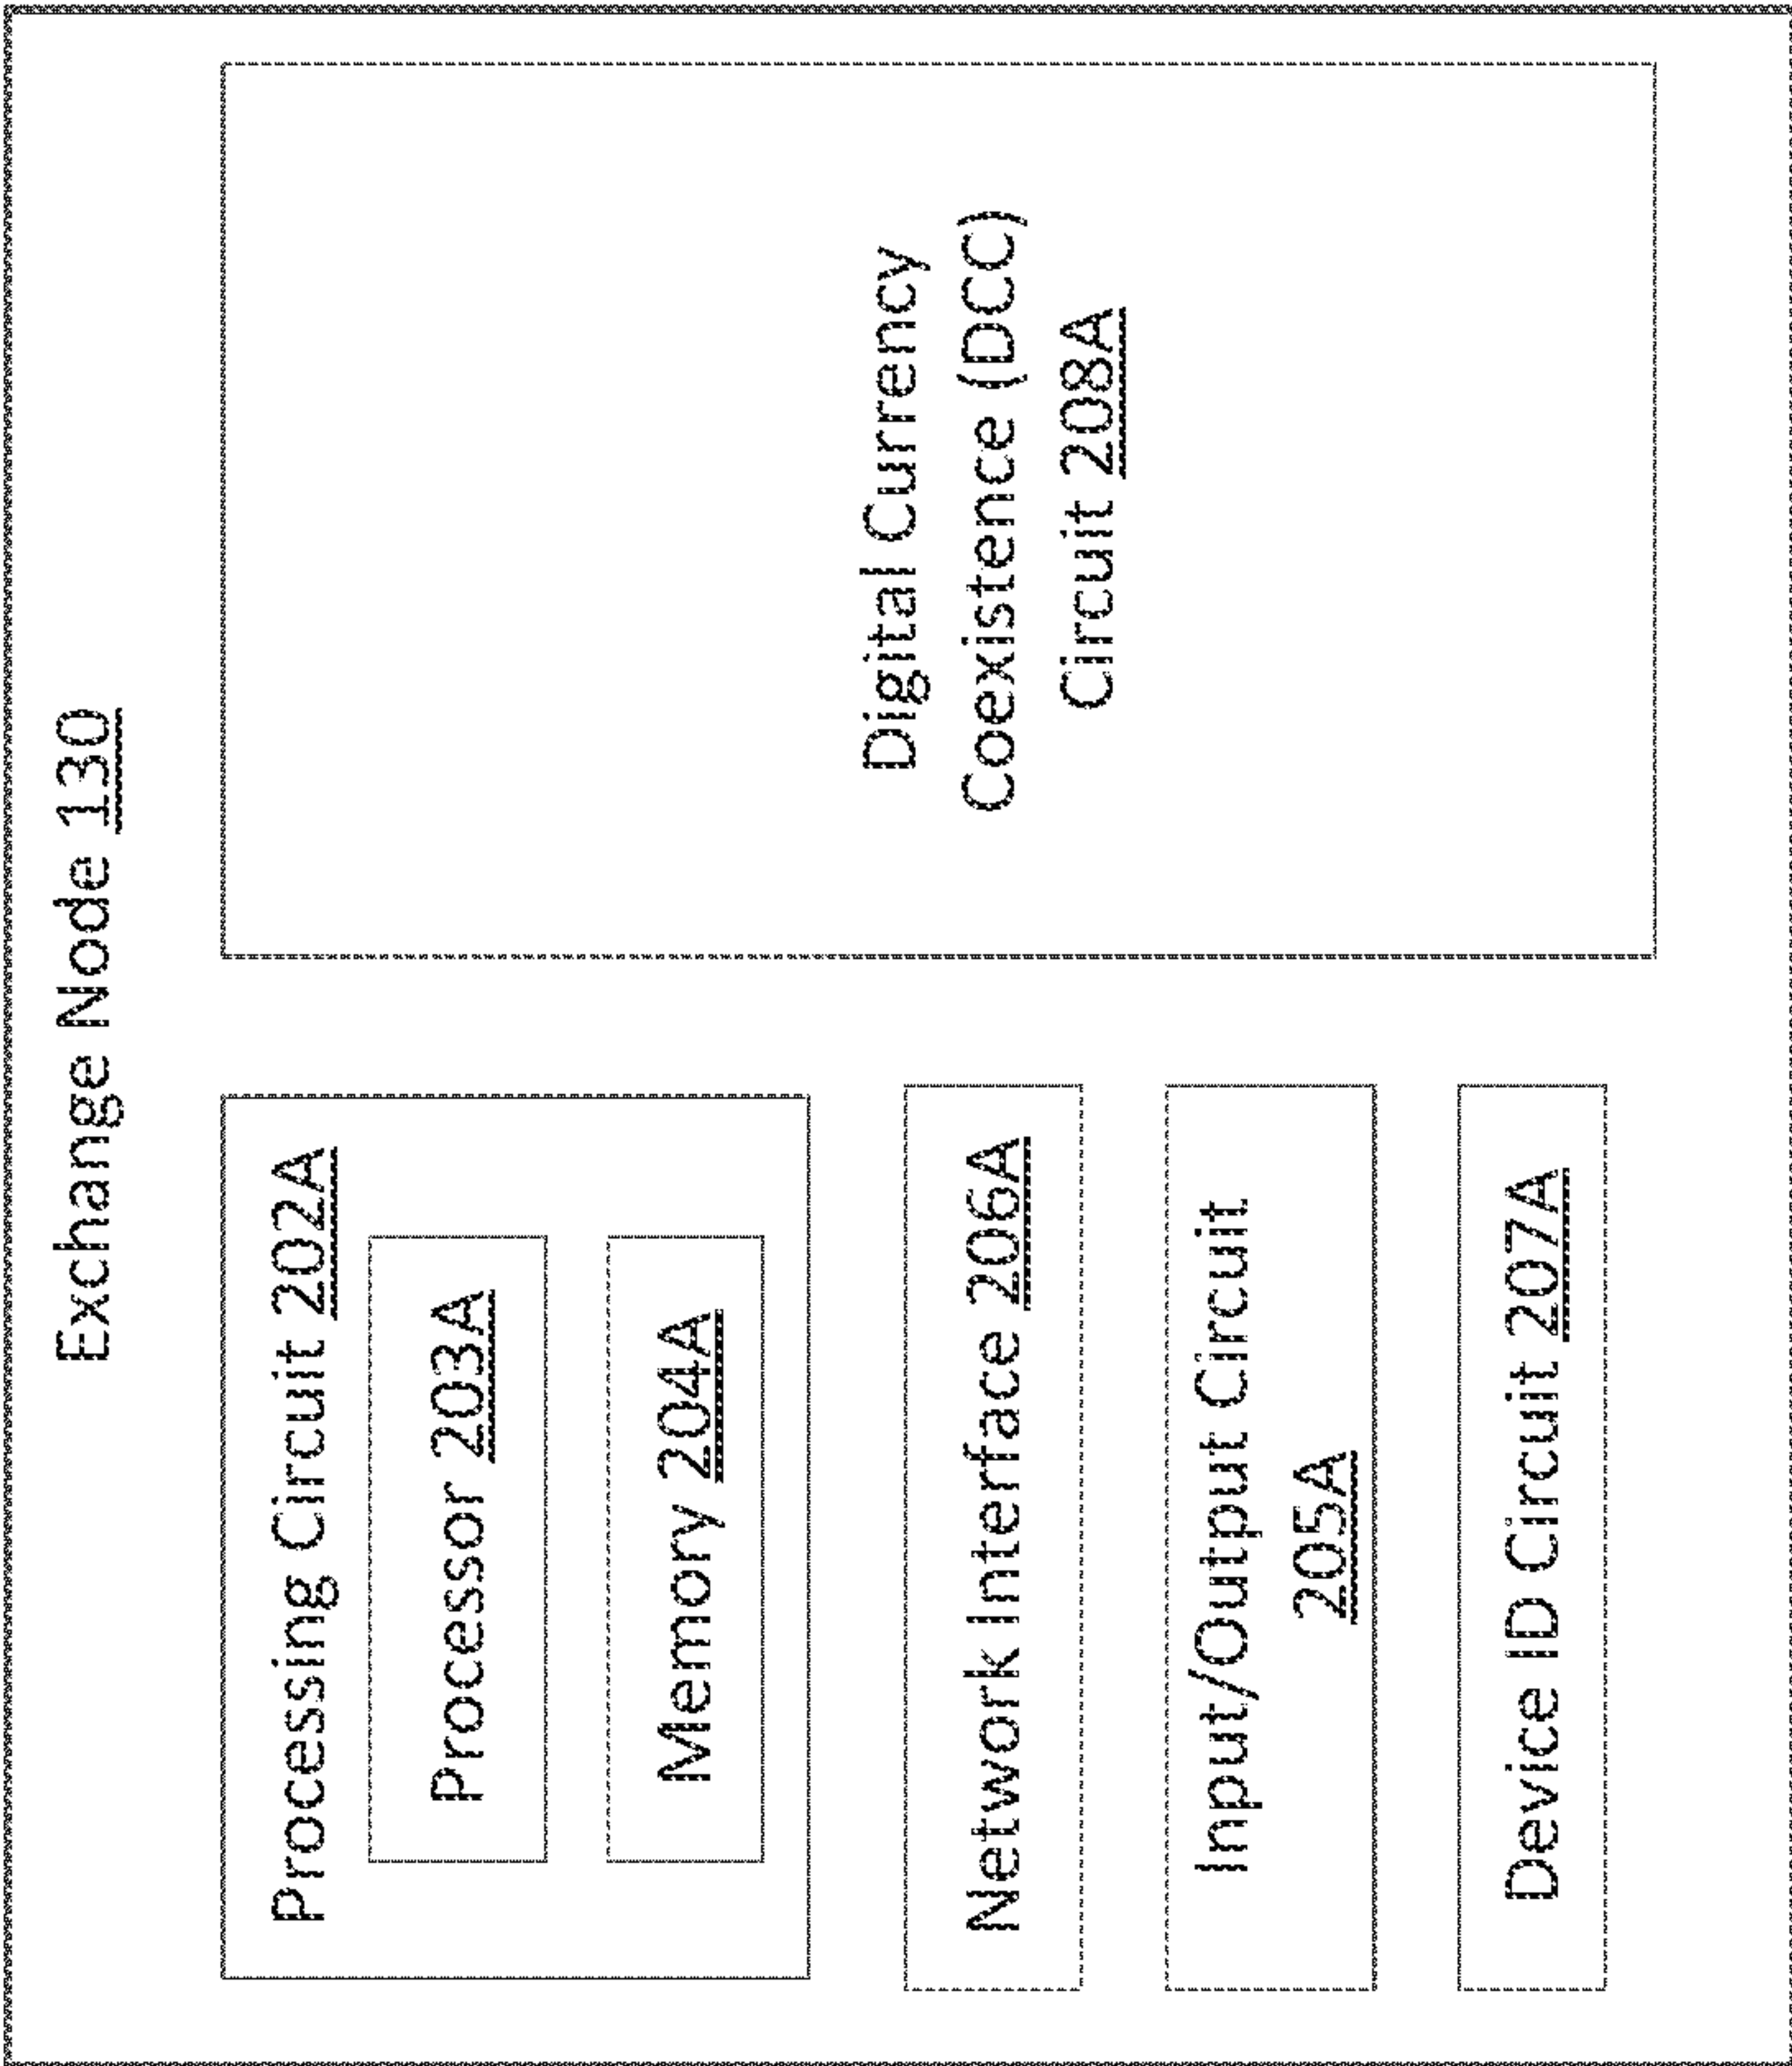 Exchange Node 130
Processing Circuit 202A
Processor 203A
Memory 204A
Network Interface 206A
Input/Output Circuit
205A
Device ID Circuit 207A
Digital Currency
Coexistence (DCC)
Circuit 208A